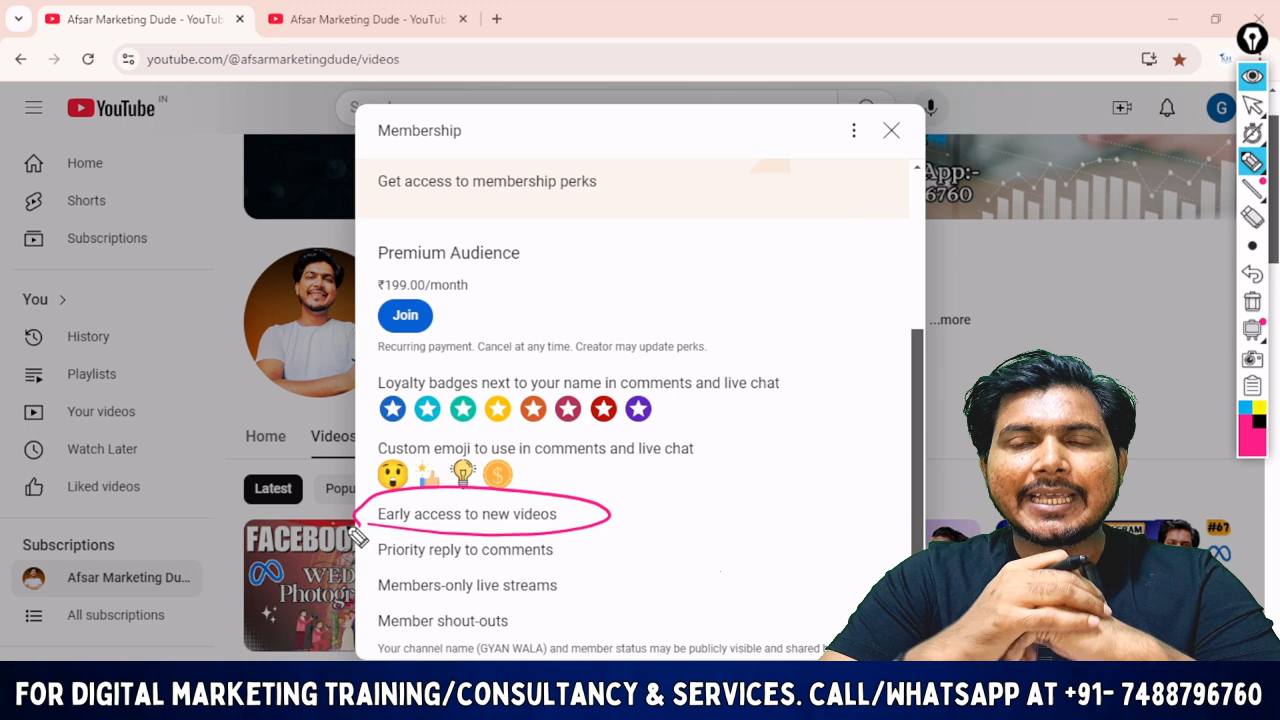 Afsar Marketing Dude - YouTub
Afsar Marketing Dude - YouTub
youtube.com/@afsarmarketingdude/videos
YouTube IN
G
Membership
App:-
6760
Home
Shorts
Subscriptions
Get access to membership perks
Premium Audience
₹199.00/month
Join
Recurring payment. Cancel at any time. Creator may update perks.
...more
You
History
Playlists
Your videos
Watch Later
Liked videos
Loyalty badges next to your name in comments and live chat
Custom emoji to use in comments and live chat
Home
Videos
Latest
Popu
Early access to new videos
Priority reply to comments
Members-only live streams
Member shout-outs
Your channel name (GYAN WALA) and member status may be publicly visible and shared
Subscriptions
Afsar Marketing Du...
All subscriptions
FACEBOO
WED
Photogra
GRAM
#67
FOR DIGITAL MARKETING TRAINING/CONSULTANCY & SERVICES. CALL/WHATSAPP AT +91- 7488796760